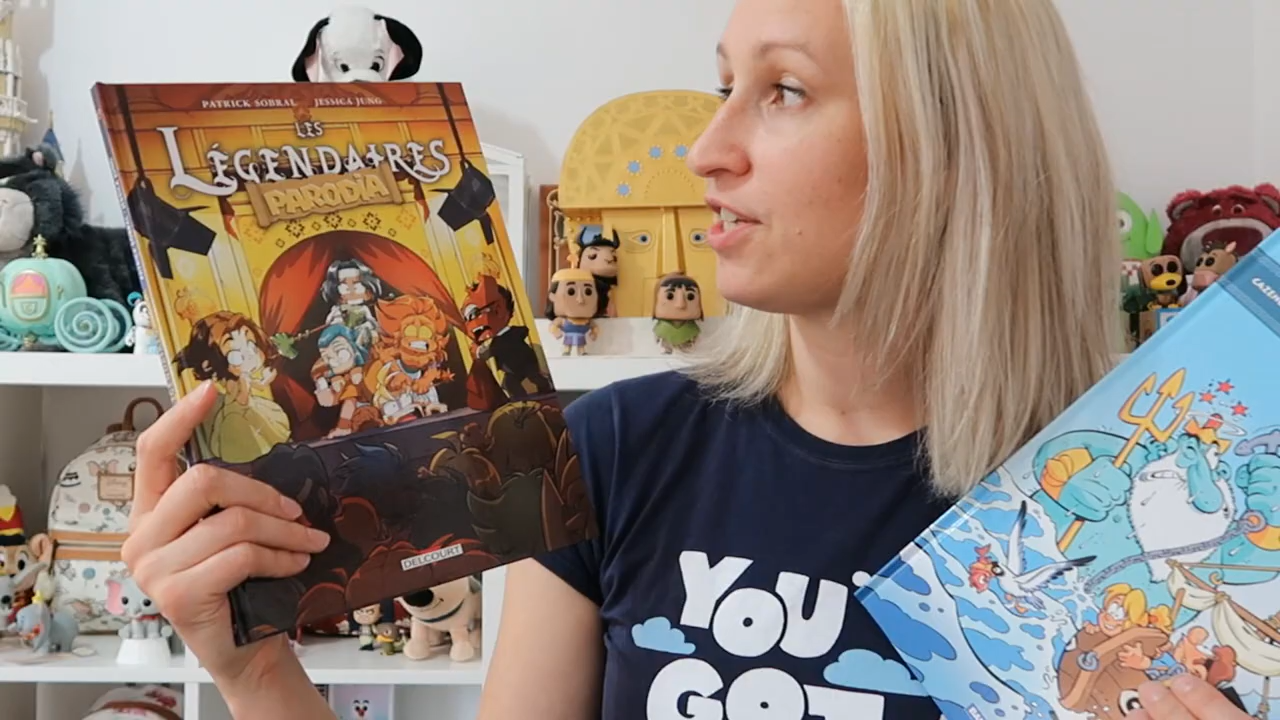 PATRICK SOBRAL JESSICA JUNG
LES
LÉGENDAIRES
PARODIA
DELCOURT
YOU
GOT